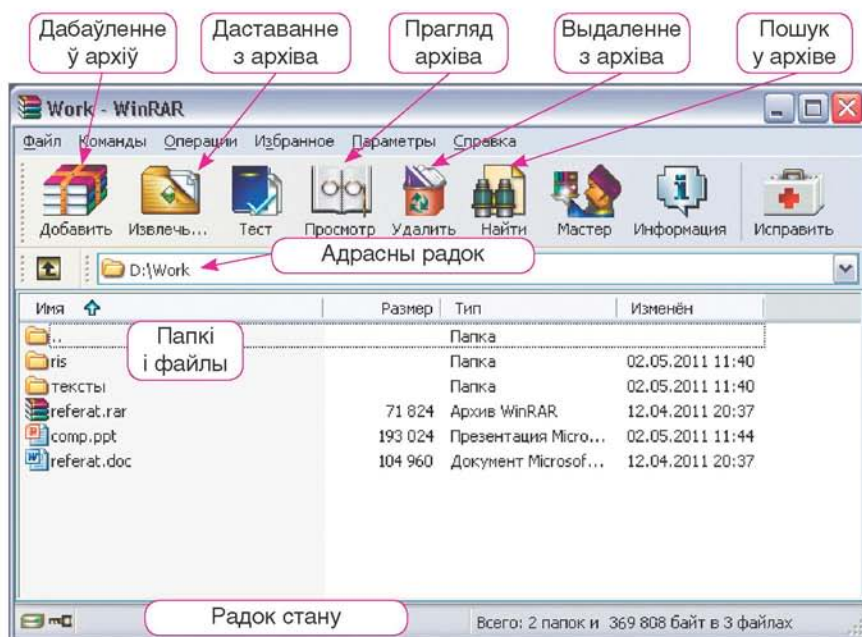 Дабаўленне
ў архіў
Даставанне
з архіва
Прагляд
архіва
Выдаленне
з архіва
Пошук
у архіве
Work - WinRAR
Файл Команды Операции Избранное Параметры Справка
Добавить Извлечь... Тест Просмотр Удалить Найти Мастер Информация Исправить
Адрасны радок
D:\Work
Имя Размер Тип Изменён
Папкі
і файлы
.. Папка
ris Папка 02.05.2011 11:40
тексты Папка 02.05.2011 11:40
referat.rar 71 824 Архив WinRAR 12.04.2011 20:37
comp.ppt 193 024 Презентация Micro... 02.05.2011 11:44
referat.doc 104 960 Документ Microsof... 12.04.2011 20:37
Радок стану
Всего: 2 папок и 369 808 байт в 3 файлах